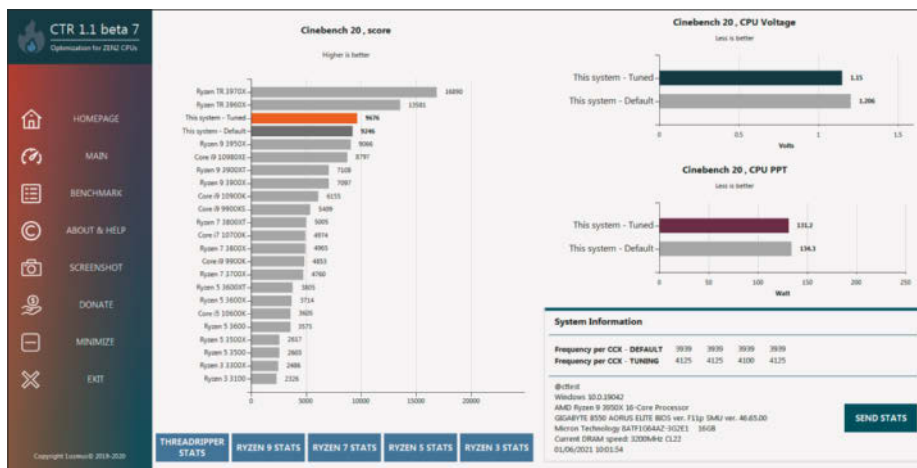 CTR 1.1 beta 7
Optimization for ZEN2 CPUs
HOMEPAGE
MAIN
BENCHMARK
ABOUT & HELP
SCREENSHOT
DONATE
MINIMIZE
EXIT
Copyright 1usmus© 2019-2020
Cinebench 20 , score
Higher is better
Ryzen TR 3970X 16890
Ryzen TR 3960X 13581
This system - Tuned 9676
This system - Default 9246
Ryzen 9 3950X 9066
Core i9 10980XE 8797
Ryzen 9 3900XT 7108
Ryzen 9 3900X 7097
Core i9 10900K 6155
Core i9 9900KS 5409
Ryzen 7 3800XT 5005
Core i7 10700K 4974
Ryzen 7 3800X 4965
Core i9 9900K 4853
Ryzen 7 3700X 4760
Ryzen 5 3600XT 3805
Ryzen 5 3600X 3714
Core i5 10600K 3609
Ryzen 5 3600 3575
Ryzen 5 3500X 2617
Ryzen 5 3500 2603
Ryzen 3 3300X 2486
Ryzen 3 3100 2326
0 5000 10000 15000 20000
THREADRIPPER STATS
RYZEN 9 STATS
RYZEN 7 STATS
RYZEN 5 STATS
RYZEN 3 STATS
Cinebench 20 , CPU Voltage
Less is better
This system - Tuned 1.15
This system - Default 1.206
0 0.5 1 1.5
Volts
Cinebench 20, CPU PPT
Less is better
This system - Tuned 131.2
This system - Default 134.3
0 50 100 150 200 250
Watt
System Information
Frequency per CCX - DEFAULT 3939 3939 3939 3939
Frequency per CCX - TUNING 4125 4125 4100 4125
Windows 10.0.19042
AMD Ryzen 9 3950X 16-Core Processor
GIGABYTE B550 AORUS ELITE BIOS ver. F11p SMU ver. 46.65.00
Micron Technology 8ATF1G64AZ-3G2E1 16GB
Current DRAM speed: 3200MHz CL22
01/06/2021 10:01:54
SEND STATS